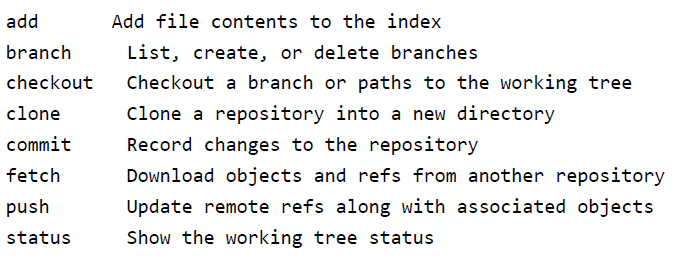 add      Add file contents to the index
branch     List, create, or delete branches
checkout   Checkout a branch or paths to the working tree
clone      Clone a repository into a new directory
commit     Record changes to the repository
fetch      Download objects and refs from another repository
push       Update remote refs along with associated objects
status     Show the working tree status